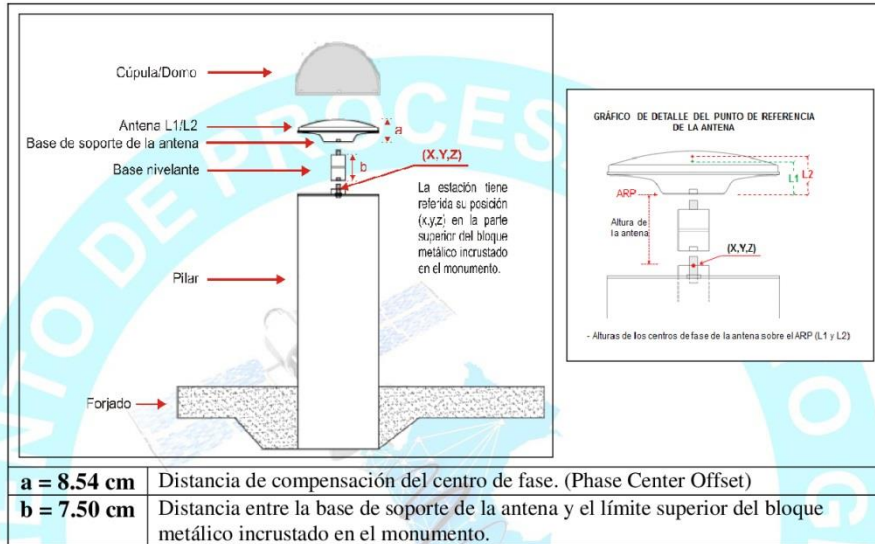 Cúpula/Domo
Antena L1/L2
Base de soporte de la antena
Base nivelante
a
b
(X,Y,Z)
La estación tiene
referida su posición
(x,y,z) en la parte
superior del bloque
metálico incrustado
en el monumento.
Pilar
Forjado
GRÁFICO DE DETALLE DEL PUNTO DE REFERENCIA
DE LA ANTENA
L1
L2
ARP
Altura de
la antena
(X,Y,Z)
- Alturas de los centros de fase de la antena sobre el ARP (L1 y L2)
a = 8.54 cm Distancia de compensación del centro de fase. (Phase Center Offset)
b = 7.50 cm Distancia entre la base de soporte de la antena y el límite superior del bloque
metálico incrustado en el monumento.